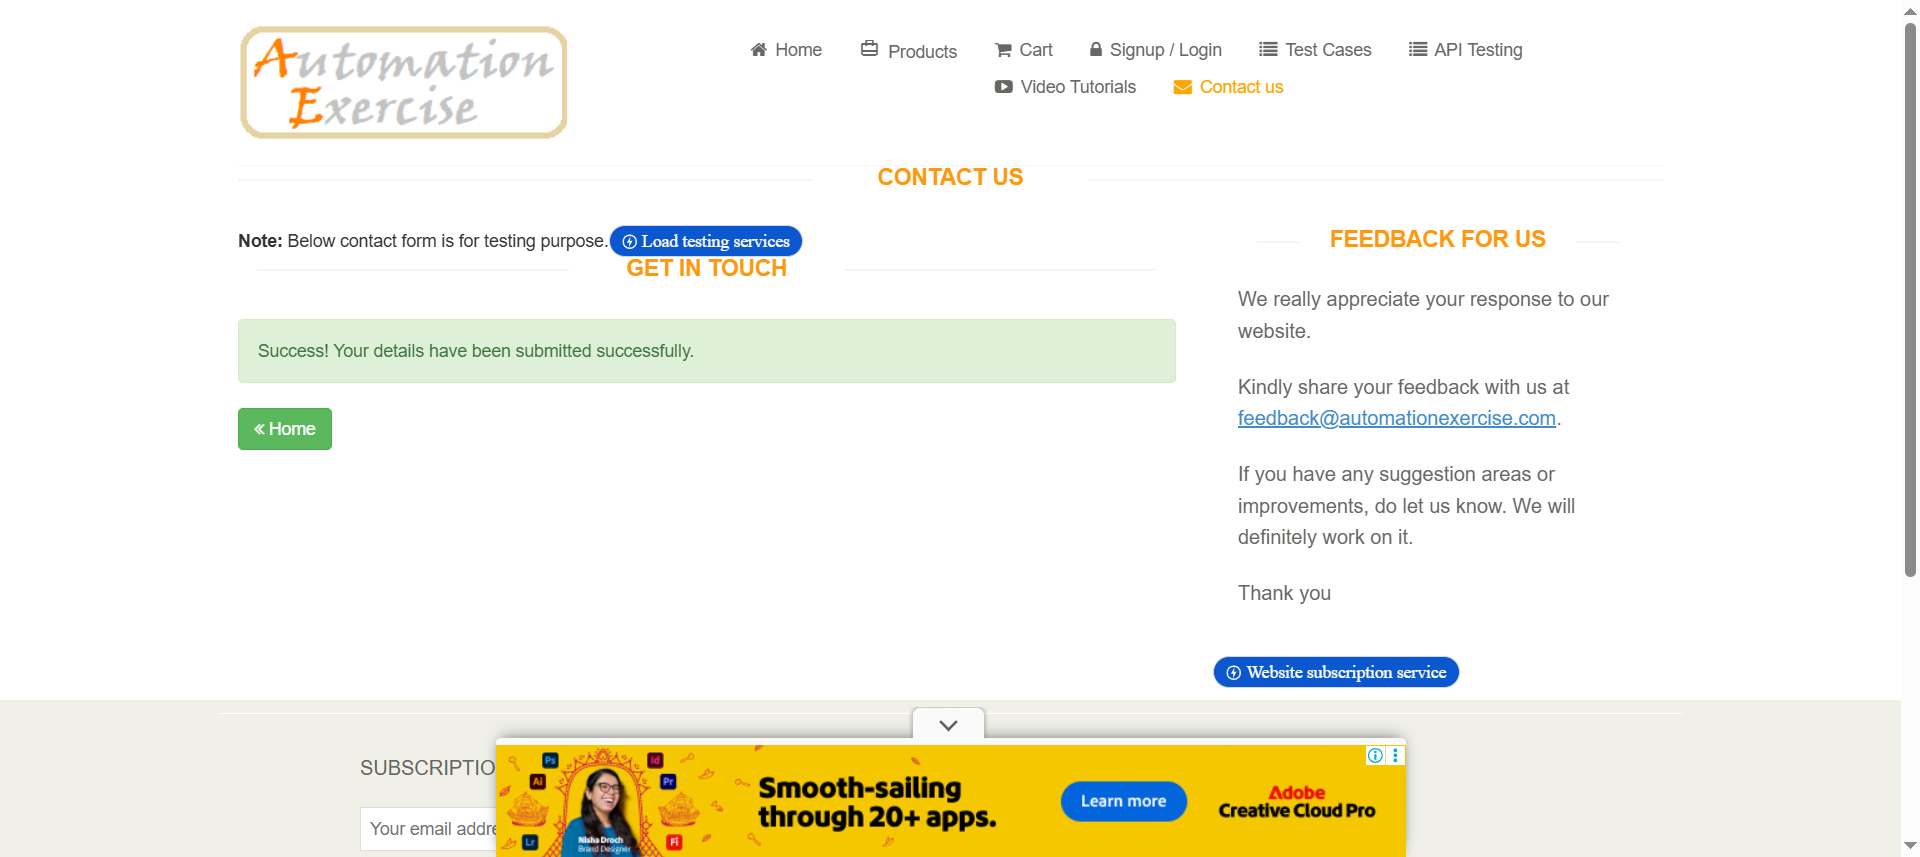 Automation
Exercise
Home
Products
Cart
Signup / Login
Test Cases
API Testing
Video Tutorials
Contact us
CONTACT US
Note: Below contact form is for testing purpose.
Load testing services
GET IN TOUCH
Success! Your details have been submitted successfully.
« Home
FEEDBACK FOR US
We really appreciate your response to our
website.
Kindly share your feedback with us at
feedback@automationexercise.com.
If you have any suggestion areas or
improvements, do let us know. We will
definitely work on it.
Thank you
Website subscription service
SUBSCRIPTIO
Your email addre
Ps
Id
Ai
Pr
Lr
Fi
Nisha Droch
Brand Designer
Smooth-sailing
through 20+ apps.
Learn more
Adobe
Creative Cloud Pro